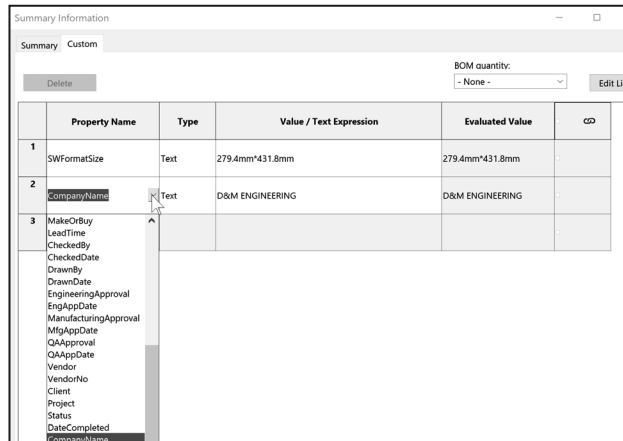 Summary Information
Summary Custom
BOM quantity:
Delete
- None -
Edit Li
Property Name Type Value / Text Expression Evaluated Value
1 SWFormatSize Text 279.4mm*431.8mm 279.4mm*431.8mm
2 CompanyName Text D&M ENGINEERING D&M ENGINEERING
3 MakeOrBuy
LeadTime
CheckedBy
CheckedDate
DrawnBy
DrawnDate
EngineeringApproval
EngAppDate
ManufacturingApproval
MfgAppDate
QAApproval
QAAppDate
Vendor
VendorNo
Client
Project
Status
DateCompleted
CompanyName